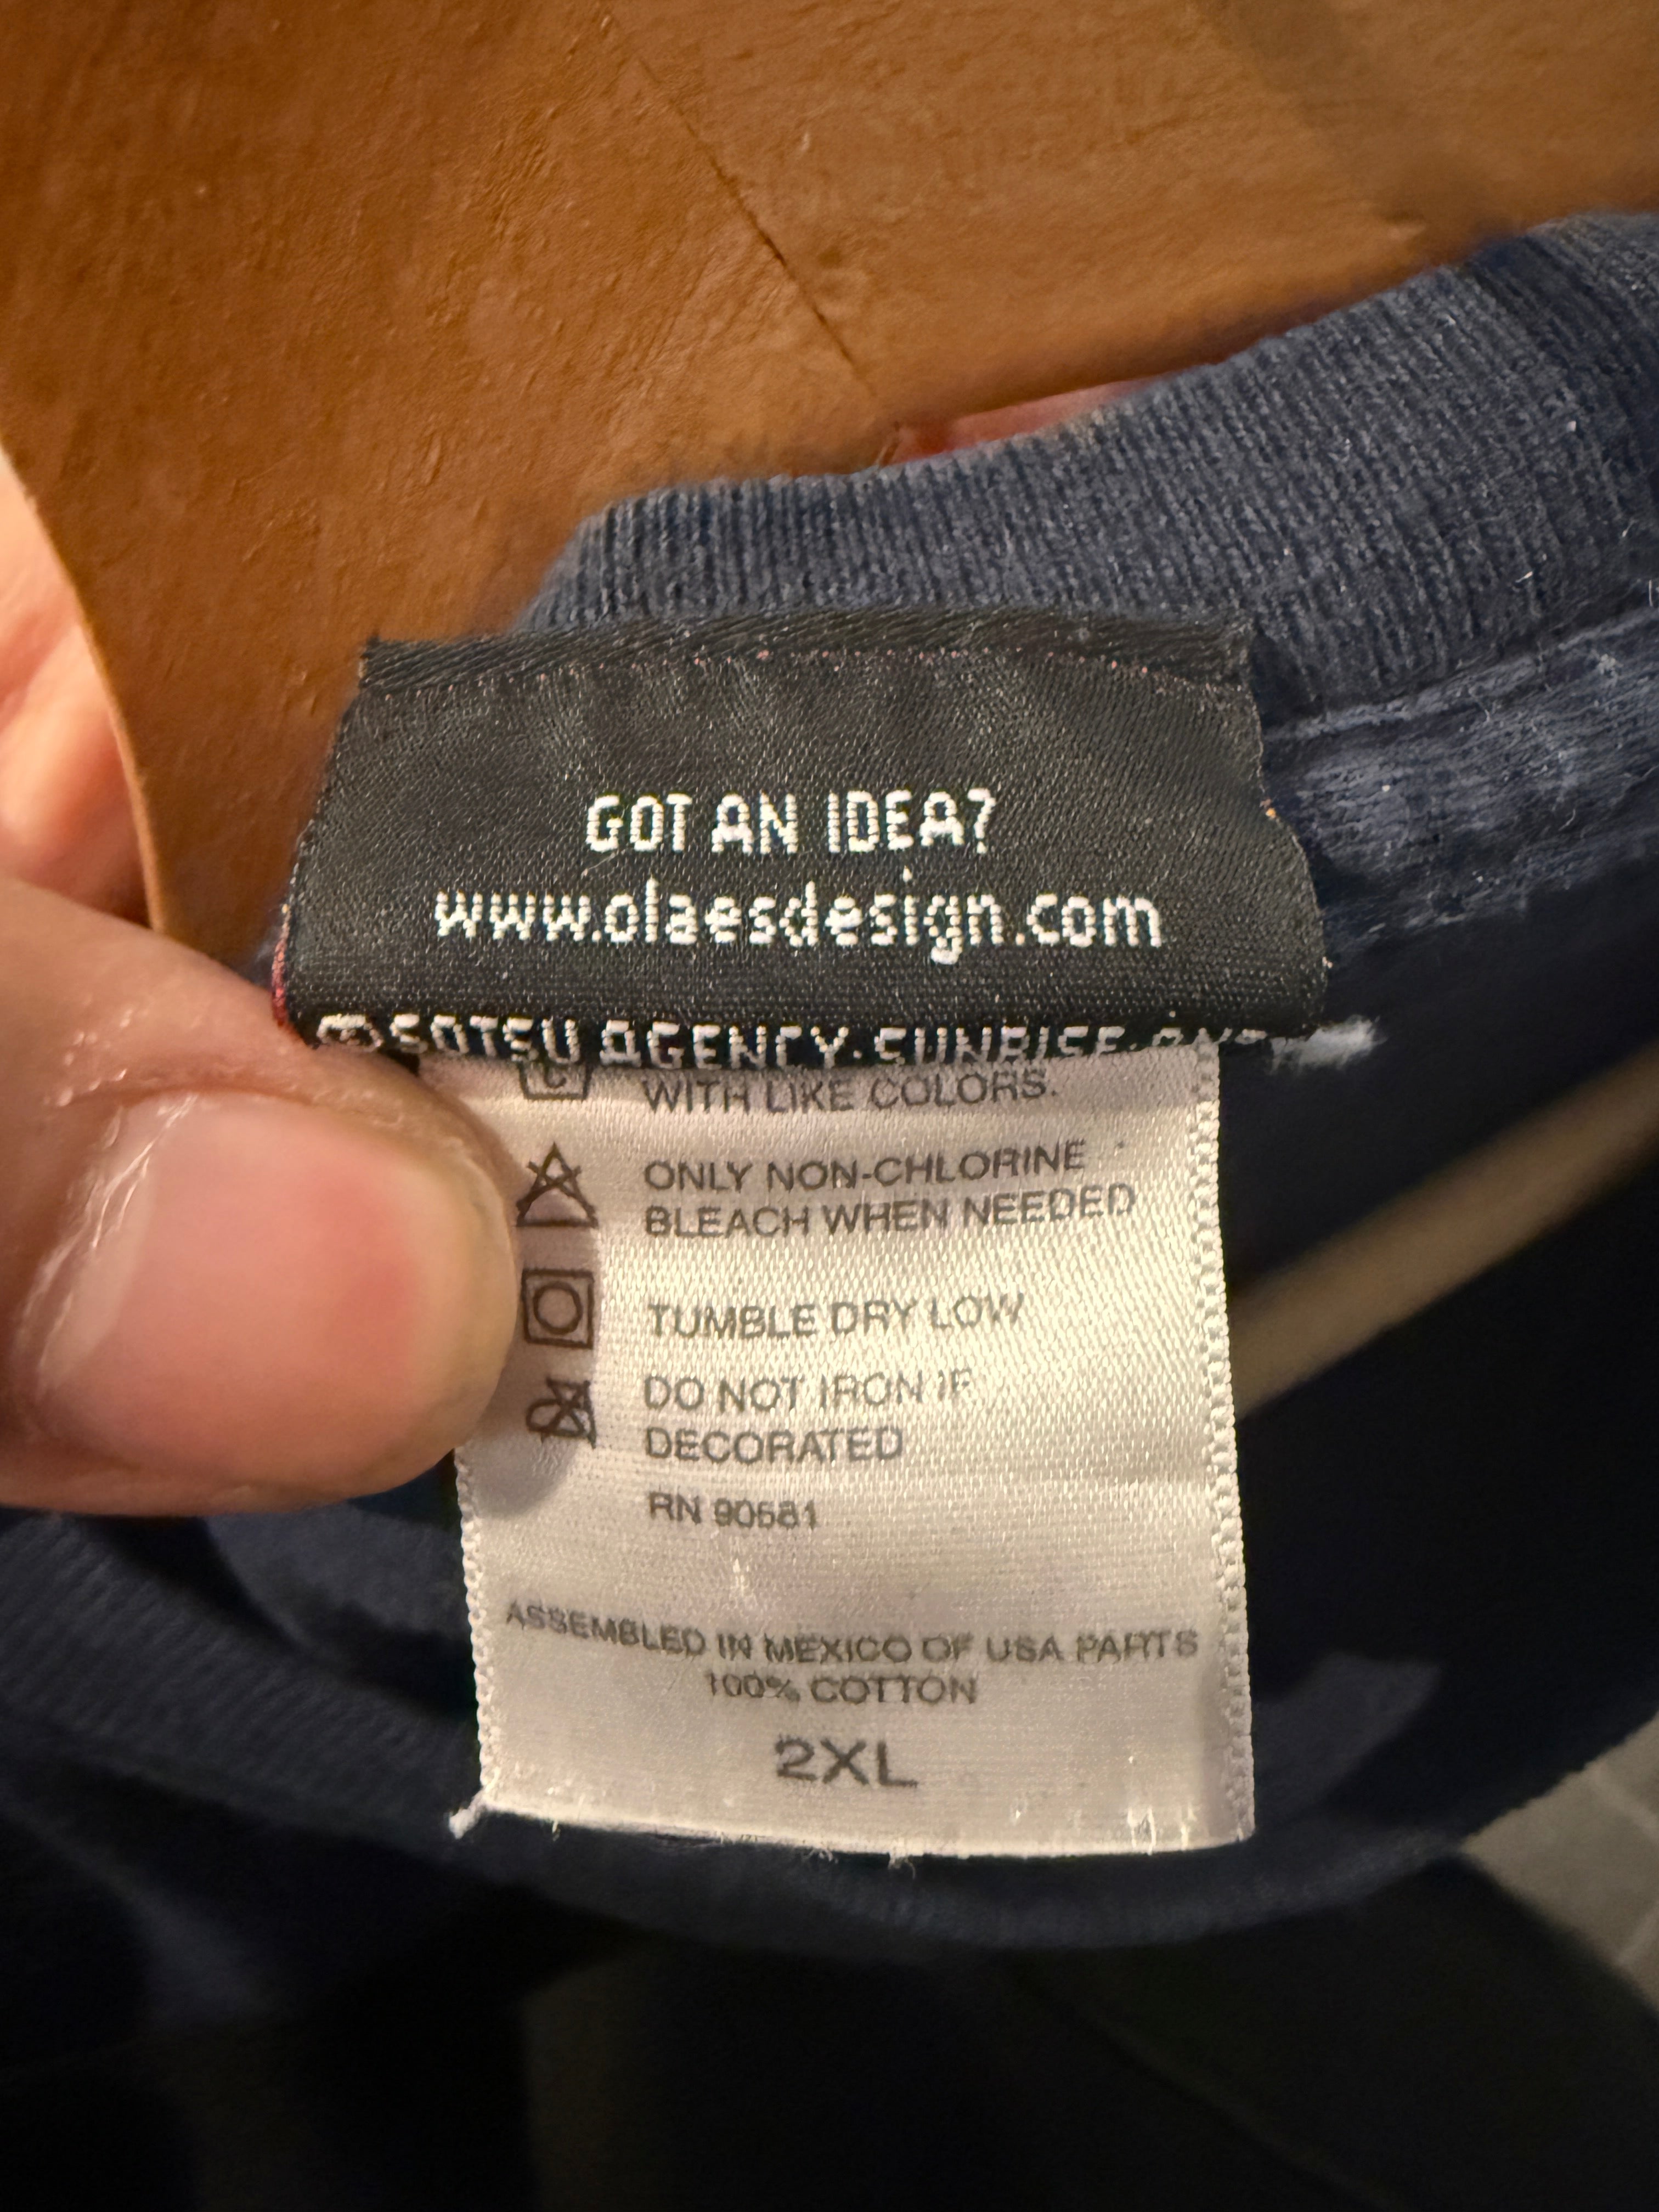 GOT AN IDEA?
www.olaesdesign.com
© SOTSU AGENCY·SUNRISE·
WITH LIKE COLORS.
ONLY NON-CHLORINE
BLEACH WHEN NEEDED
TUMBLE DRY LOW
DO NOT IRON IF
DECORATED
RN 90581
ASSEMBLED IN MEXICO OF USA PARTS
100% COTTON
2XL